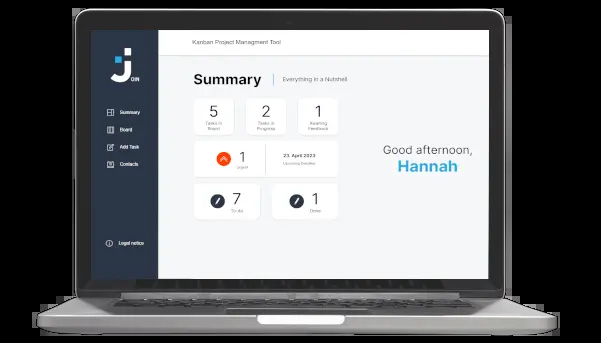 Kanban Project Managment Tool
Join
Summary
Everything in a Nutshell
Summary
Board
Add Task
Contacts
Legal notice
5
Tasks in
Board
2
Tasks in
Progress
1
Awaiting
Feedback
1
Urgent
23. April 2023
Upcoming Deadline
7
To-do
1
Done
Good afternoon,
Hannah